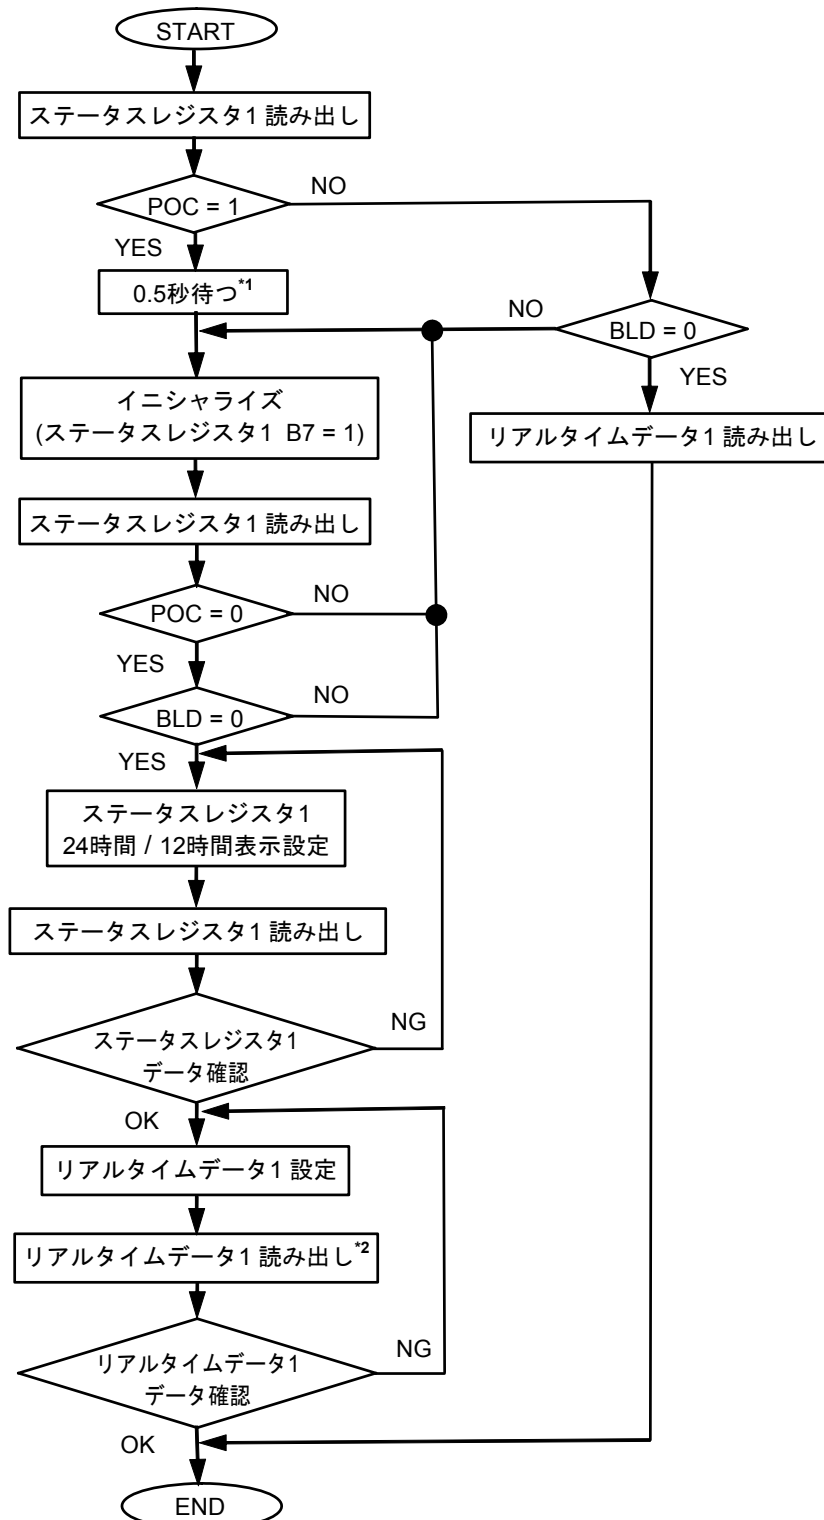 START
ステータスレジスタ1 読み出し
POC = 1
NO
YES
0.5秒待つ*1
NO
BLD = 0
YES
イニシャライズ
(ステータスレジスタ1 B7 = 1)
リアルタイムデータ1 読み出し
ステータスレジスタ1 読み出し
POC = 0
NO
YES
BLD = 0
NO
YES
ステータスレジスタ1
24時間 / 12時間表示設定
ステータスレジスタ1 読み出し
ステータスレジスタ1
データ確認
NG
OK
リアルタイムデータ1 設定
リアルタイムデータ1 読み出し*2
リアルタイムデータ1
データ確認
NG
OK
END